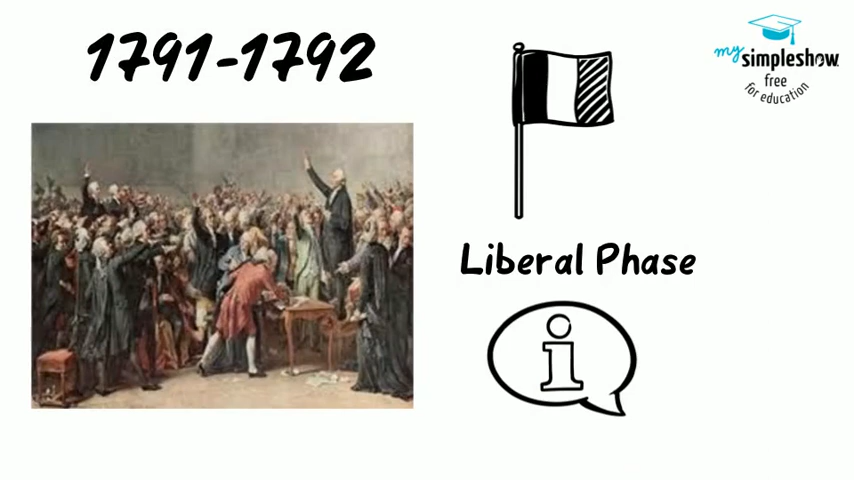 1791-1792
my
simpleshow
free
for education
Liberal Phase
i